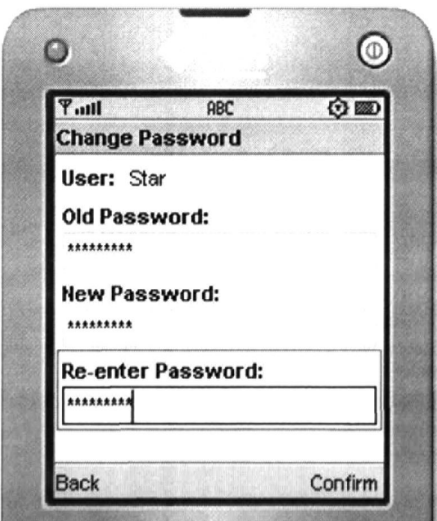 ABC
Change Password
User: Star
Old Password:
*********
New Password:
*********
Re-enter Password:
*********
Back Confirm